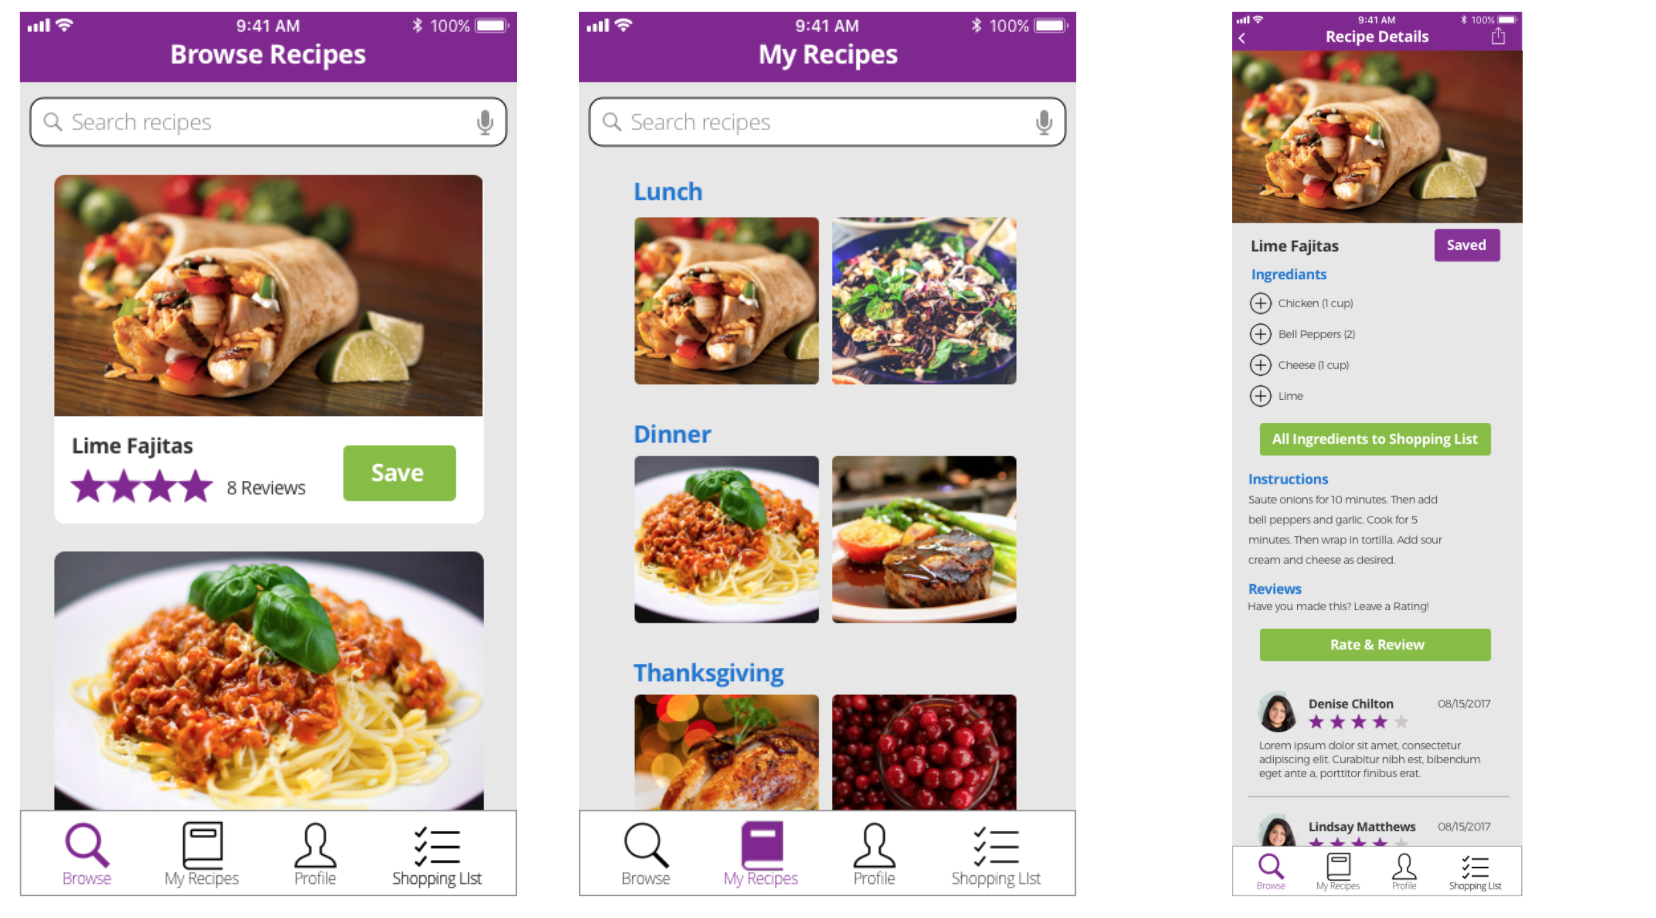 9:41 AM
100%
Browse Recipes
Search recipes
Lime Fajitas
8 Reviews
Save
Browse
My Recipes
Profile
Shopping LIst
9:41 AM
100%
My Recipes
Search recipes
Lunch
Dinner
Thanksgiving
Browse
My Recipes
Profile
Shopping LIst
9:41 AM
100%
Recipe Details
Lime Fajitas
Saved
Ingrediants
Chicken (1 cup)
Bell Peppers (2)
Cheese (1 cup)
Lime
All Ingredients to Shopping List
Instructions
Saute onions for 10 minutes. Then add
bell peppers and garlic. Cook for 5
minutes. Then wrap in tortilla. Add sour
cream and cheese as desired.
Reviews
Have you made this? Leave a Rating!
Rate & Review
Denise Chilton
08/15/2017
Lorem ipsum dolor sit amet, consectetur
adipiscing elit. Curabitur nibh est, bibendum
eget ante a, porttitor finibus erat.
Lindsay Matthews
08/15/2017
Browse
My Recipes
Profile
Shopping LIst